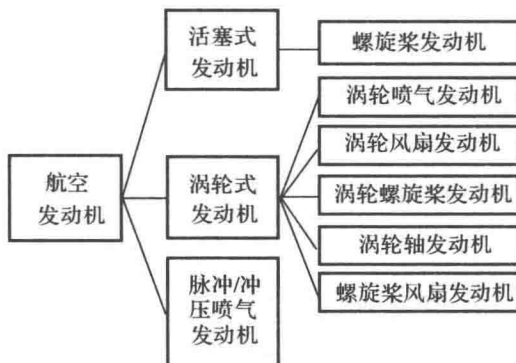 航空
发动机
活塞式
发动机
螺旋桨发动机
涡轮式
发动机
涡轮喷气发动机
涡轮风扇发动机
涡轮螺旋桨发动机
涡轮轴发动机
螺旋桨风扇发动机
脉冲/冲
压喷气
发动机